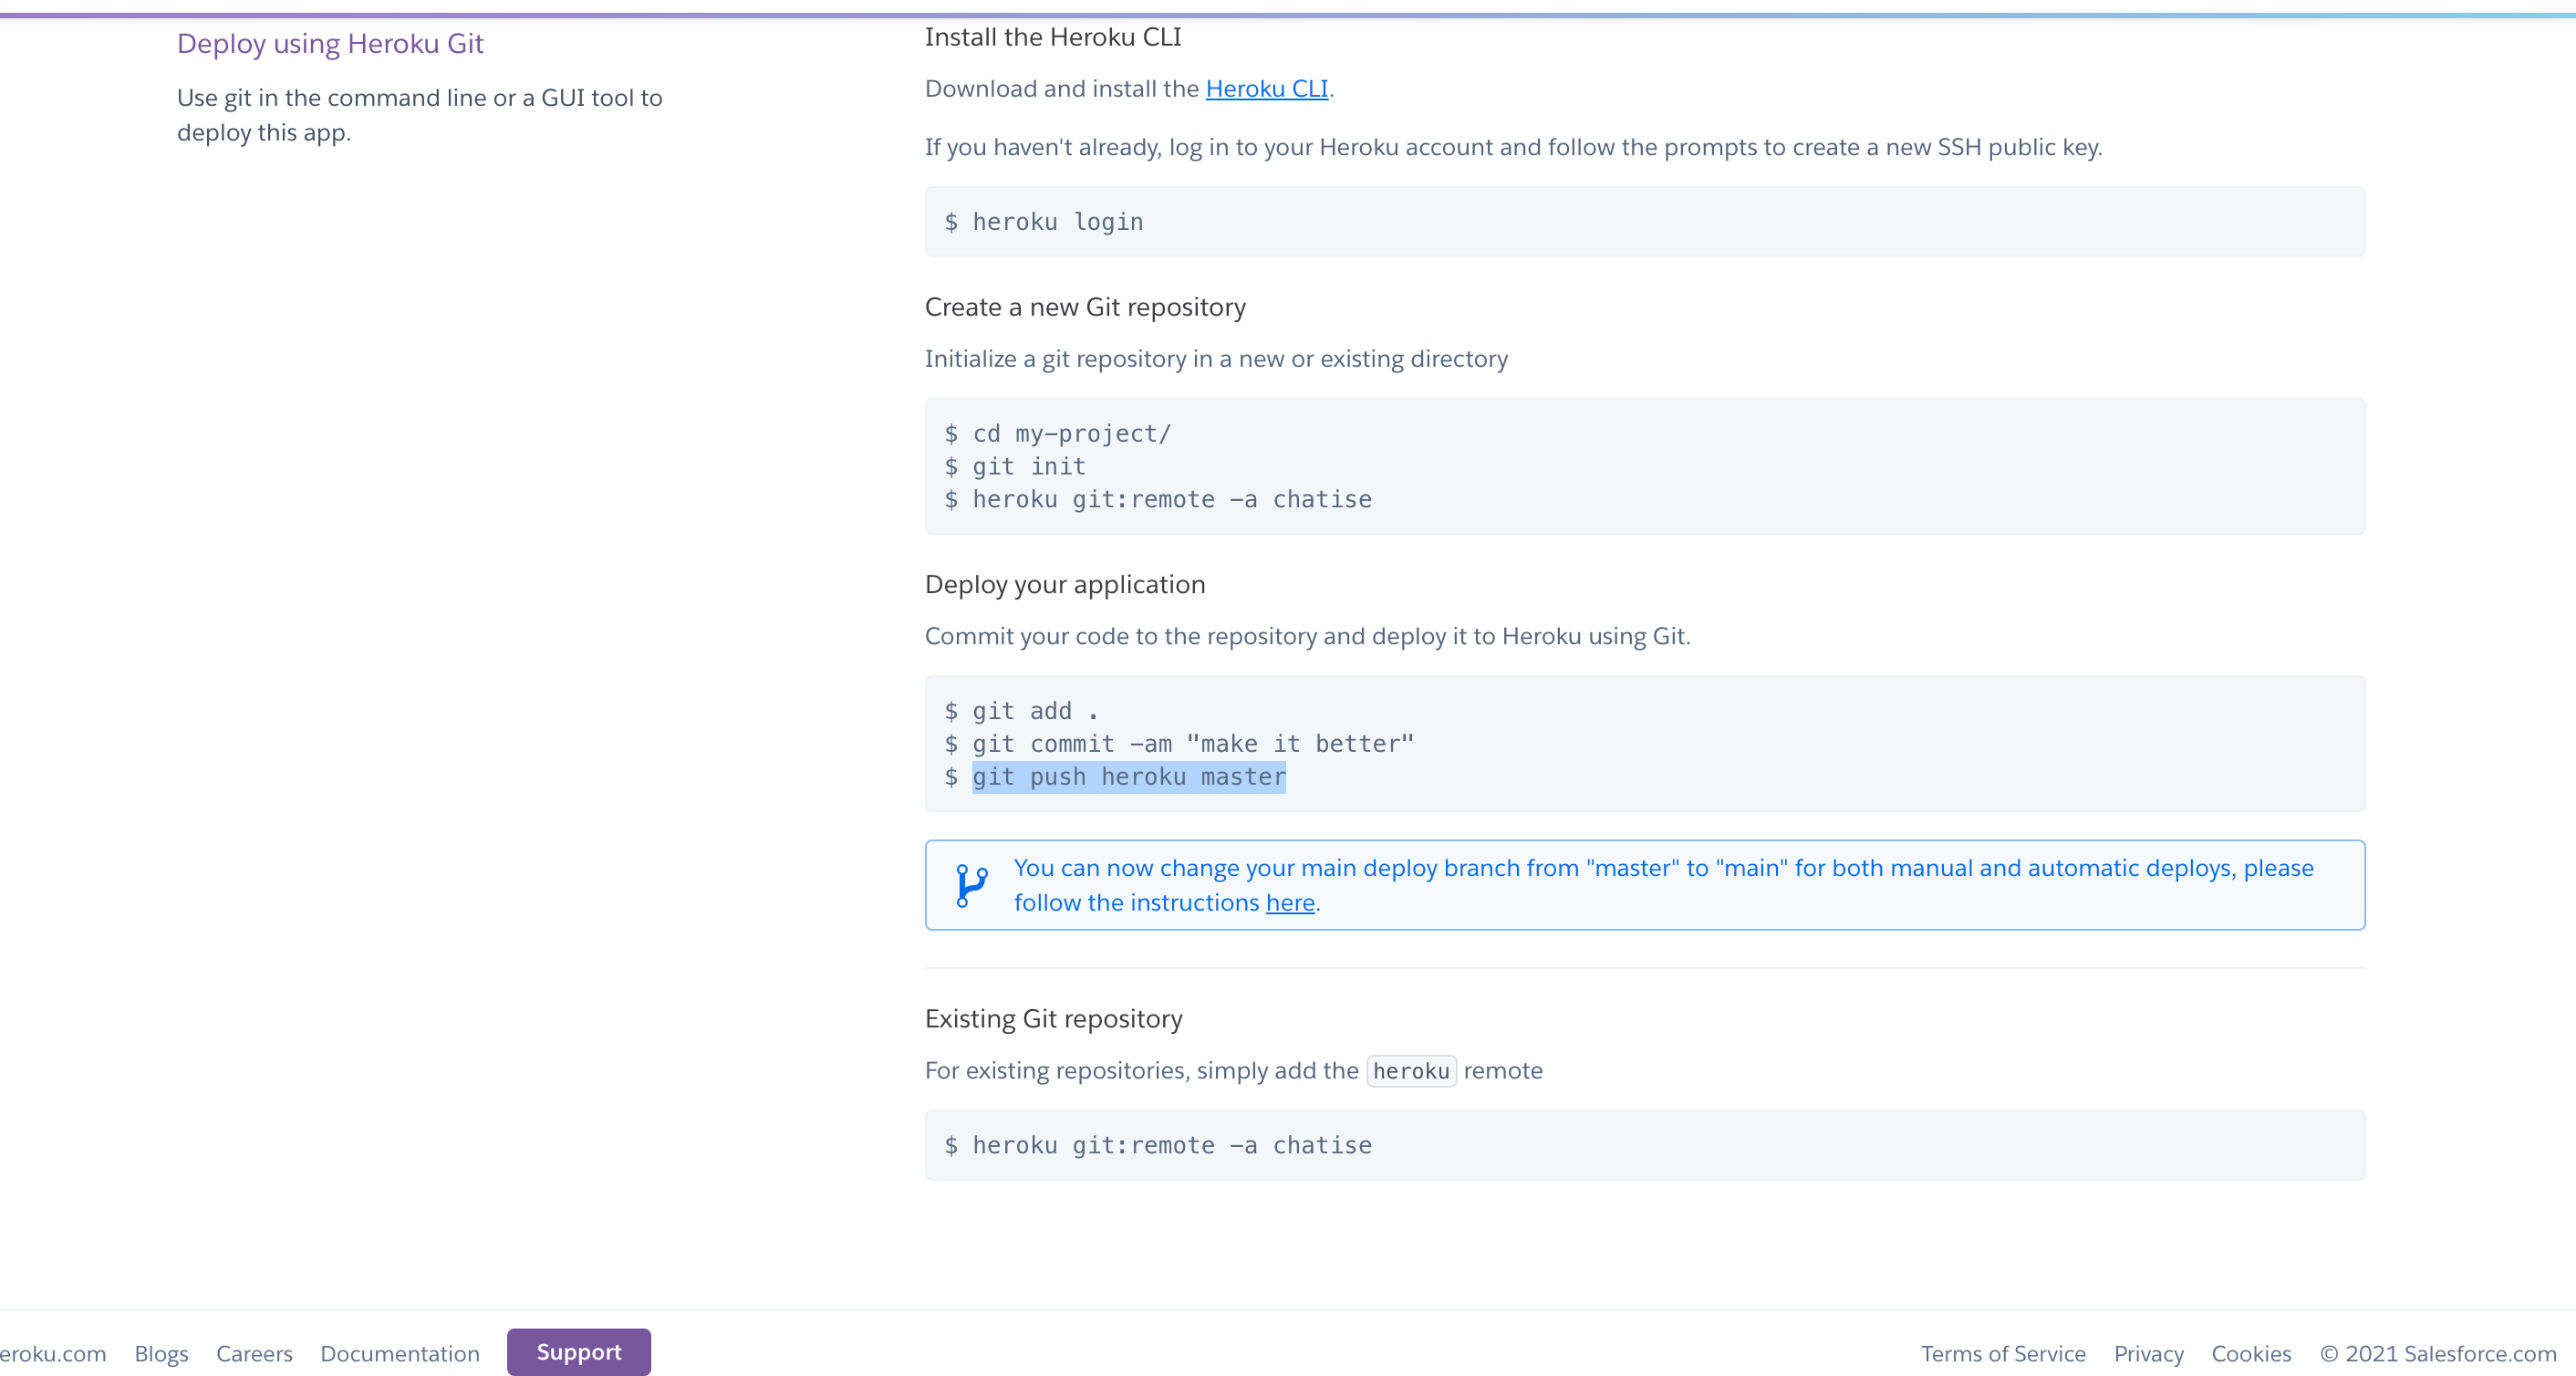 Deploy using Heroku Git
Use git in the command line or a GUI tool to
deploy this app.
Install the Heroku CLI
Download and install the Heroku CLI.
If you haven't already, log in to your Heroku account and follow the prompts to create a new SSH public key.
$ heroku login
Create a new Git repository
Initialize a git repository in a new or existing directory
$ cd my-project/
$ git init
$ heroku git:remote -a chatise
Deploy your application
Commit your code to the repository and deploy it to Heroku using Git.
$ git add .
$ git commit -am "make it better"
$ git push heroku master
You can now change your main deploy branch from "master" to "main" for both manual and automatic deploys, please
follow the instructions here.
Existing Git repository
For existing repositories, simply add the heroku remote
$ heroku git:remote -a chatise
eroku.com Blogs Careers Documentation Support Terms of Service Privacy Cookies © 2021 Salesforce.com